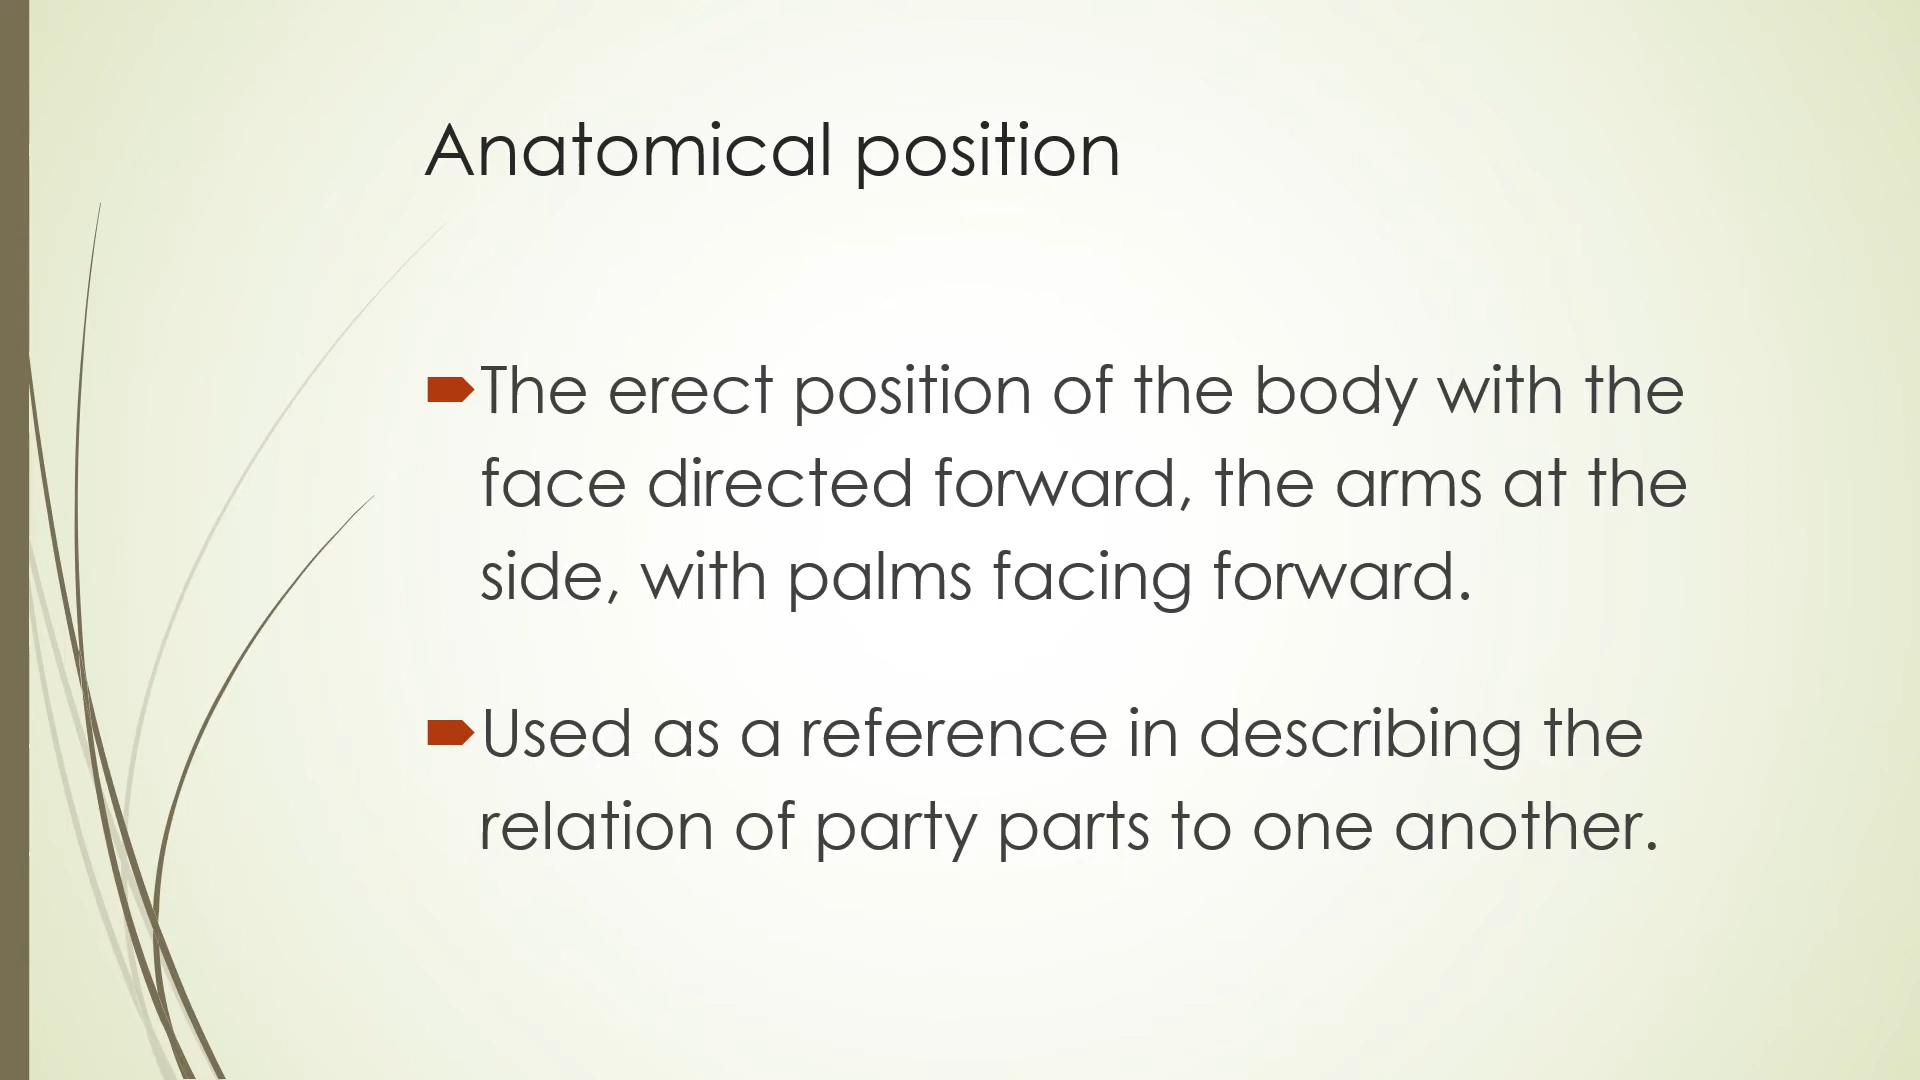 Anatomical position
The erect position of the body with the
face directed forward, the arms at the
side, with palms facing forward.
Used as a reference in describing the
relation of party parts to one another.